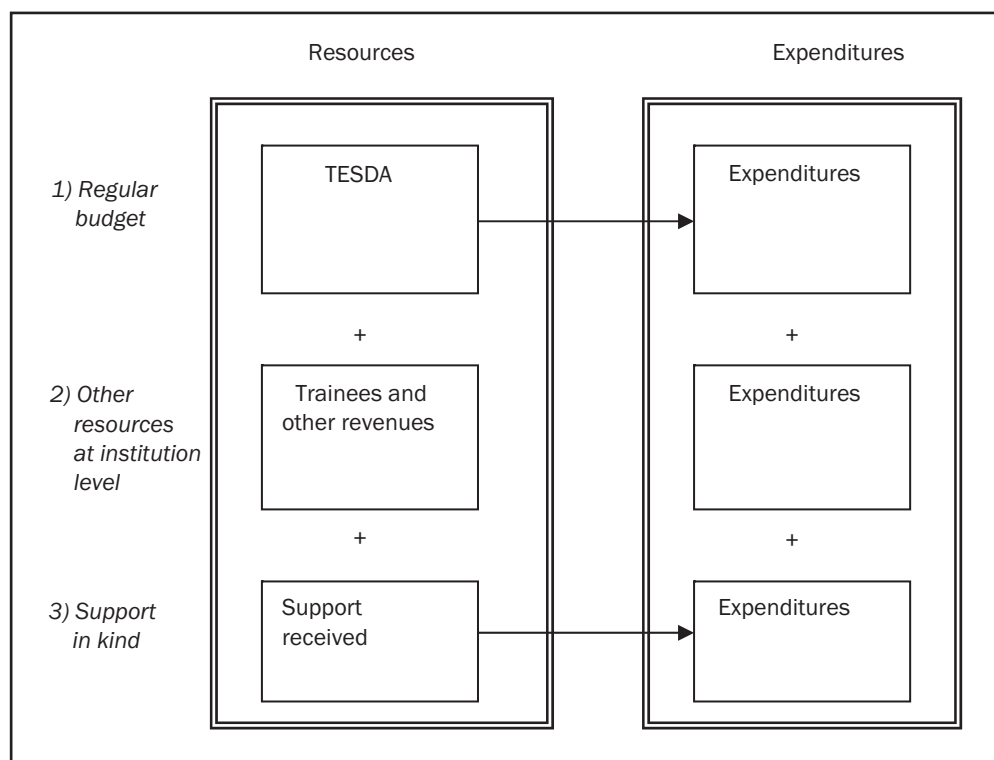 Resources
Expenditures
1) Regular
budget
TESDA
Expenditures
+
+
2) Other
resources
at institution
level
Trainees and
other revenues
Expenditures
+
+
3) Support
in kind
Support
received
Expenditures